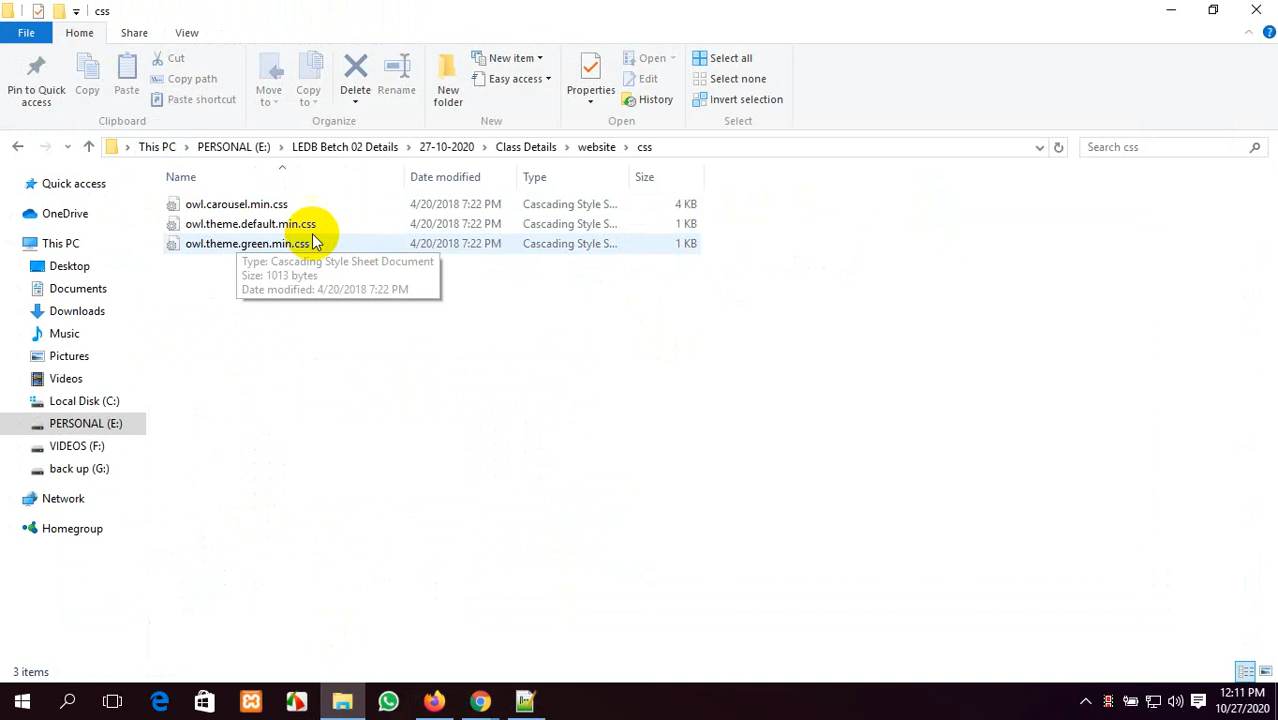 css
File Home Share View
Pin to Quick access
Copy
Paste
Cut
Copy path
Paste shortcut
Clipboard
Move to
Copy to
Delete
Rename
Organize
New folder
New item
Easy access
New
Properties
Open
Edit
History
Open
Select all
Select none
Invert selection
Select
This PC PERSONAL (E:) LEDB Betch 02 Details 27-10-2020 Class Details website css
Search css
Name Date modified Type Size
owl.carousel.min.css 4/20/2018 7:22 PM Cascading Style S... 4 KB
owl.theme.default.min.css 4/20/2018 7:22 PM Cascading Style S... 1 KB
owl.theme.green.min.css 4/20/2018 7:22 PM Cascading Style S... 1 KB
Type: Cascading Style Sheet Document
Size: 1013 bytes
Date modified: 4/20/2018 7:22 PM
Quick access
OneDrive
This PC
Desktop
Documents
Downloads
Music
Pictures
Videos
Local Disk (C:)
PERSONAL (E:)
VIDEOS (F:)
back up (G:)
Network
Homegroup
3 items
12:11 PM
10/27/2020